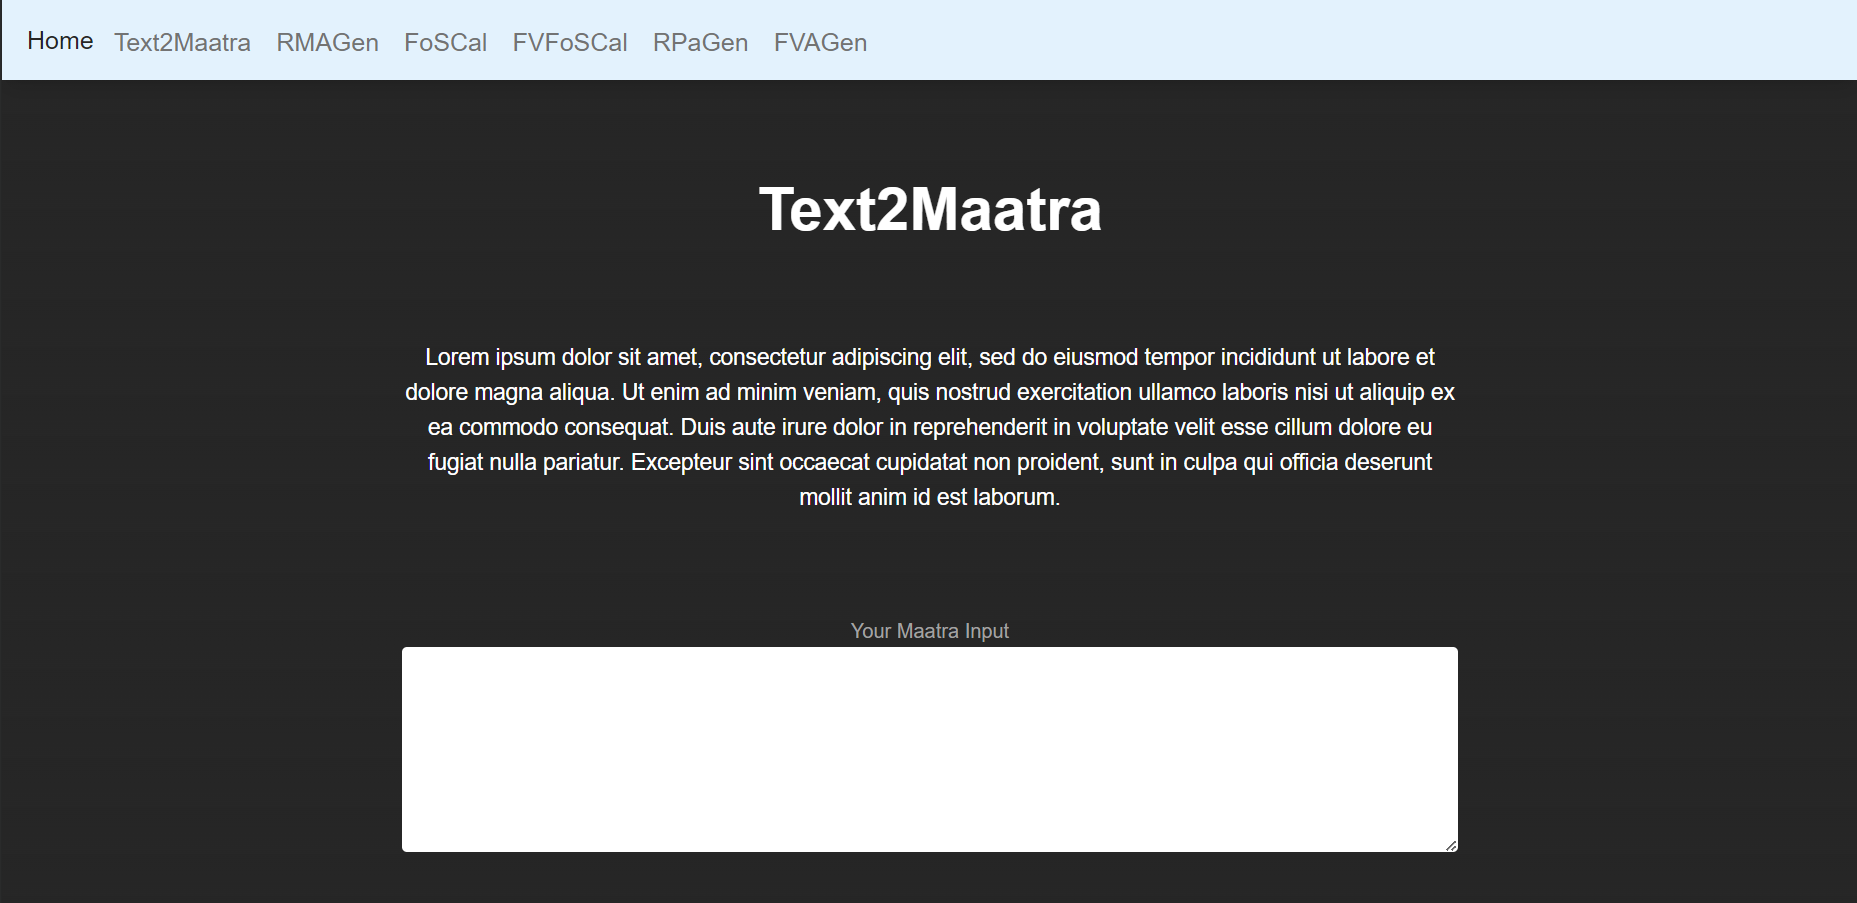 Home Text2Maatra RMAGen FoSCal FVFoSCal RPaGen FVAGen
Text2Maatra
Lorem ipsum dolor sit amet, consectetur adipiscing elit, sed do eiusmod tempor incididunt ut labore et
dolore magna aliqua. Ut enim ad minim veniam, quis nostrud exercitation ullamco laboris nisi ut aliquip ex
ea commodo consequat. Duis aute irure dolor in reprehenderit in voluptate velit esse cillum dolore eu
fugiat nulla pariatur. Excepteur sint occaecat cupidatat non proident, sunt in culpa qui officia deserunt
mollit anim id est laborum.
Your Maatra Input